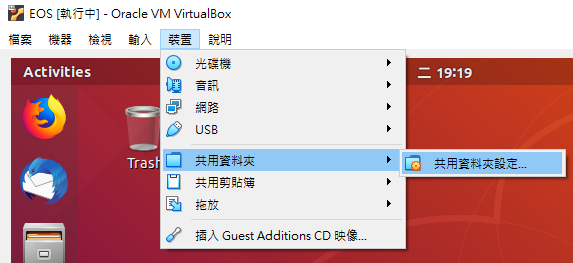 EOS [執行中] - Oracle VM VirtualBox
檔案 機器 檢視 輸入 裝置 說明
Activities 二 19:19
光碟機
音訊
網路
USB
Trash
共用資料夾 共用資料夾設定...
共用剪貼簿
拖放
插入 Guest Additions CD 映像...